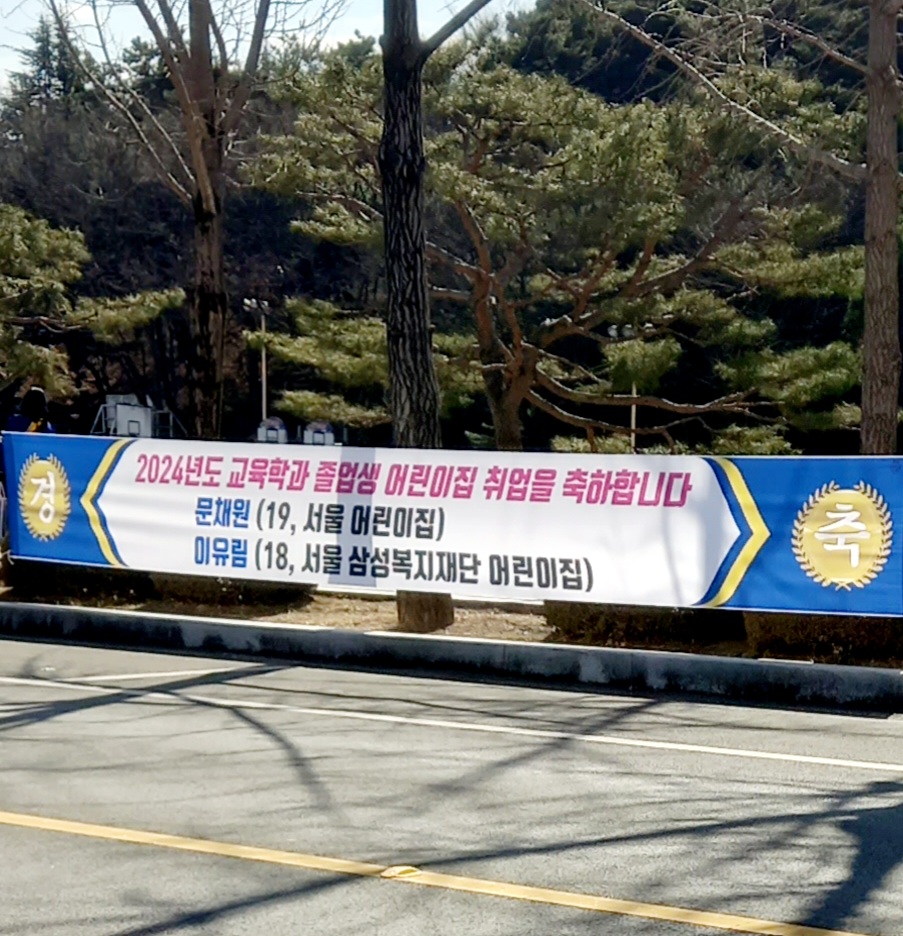 경
2024년도 교육학과 졸업생 어린이집 취업을 축하합니다
문채원 (19, 서울 어린이집)
이유림 (18, 서울 삼성복지재단 어린이집)
축